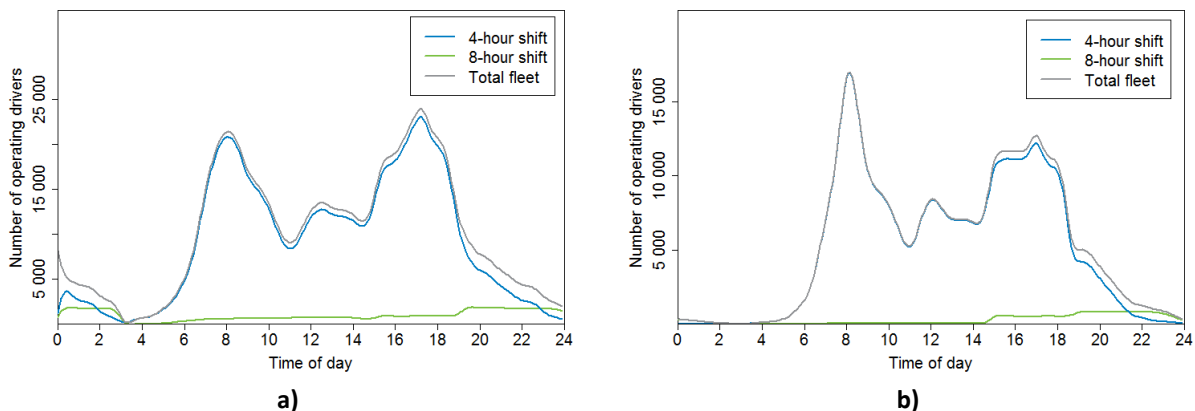 4-hour shift
8-hour shift
Total fleet
Number of operating drivers
25 000
15 000
5 000
0 2 4 6 8 10 12 14 16 18 20 22 24
Time of day
a)
4-hour shift
8-hour shift
Total fleet
Number of operating drivers
15 000
10 000
5 000
0 2 4 6 8 10 12 14 16 18 20 22 24
Time of day
b)